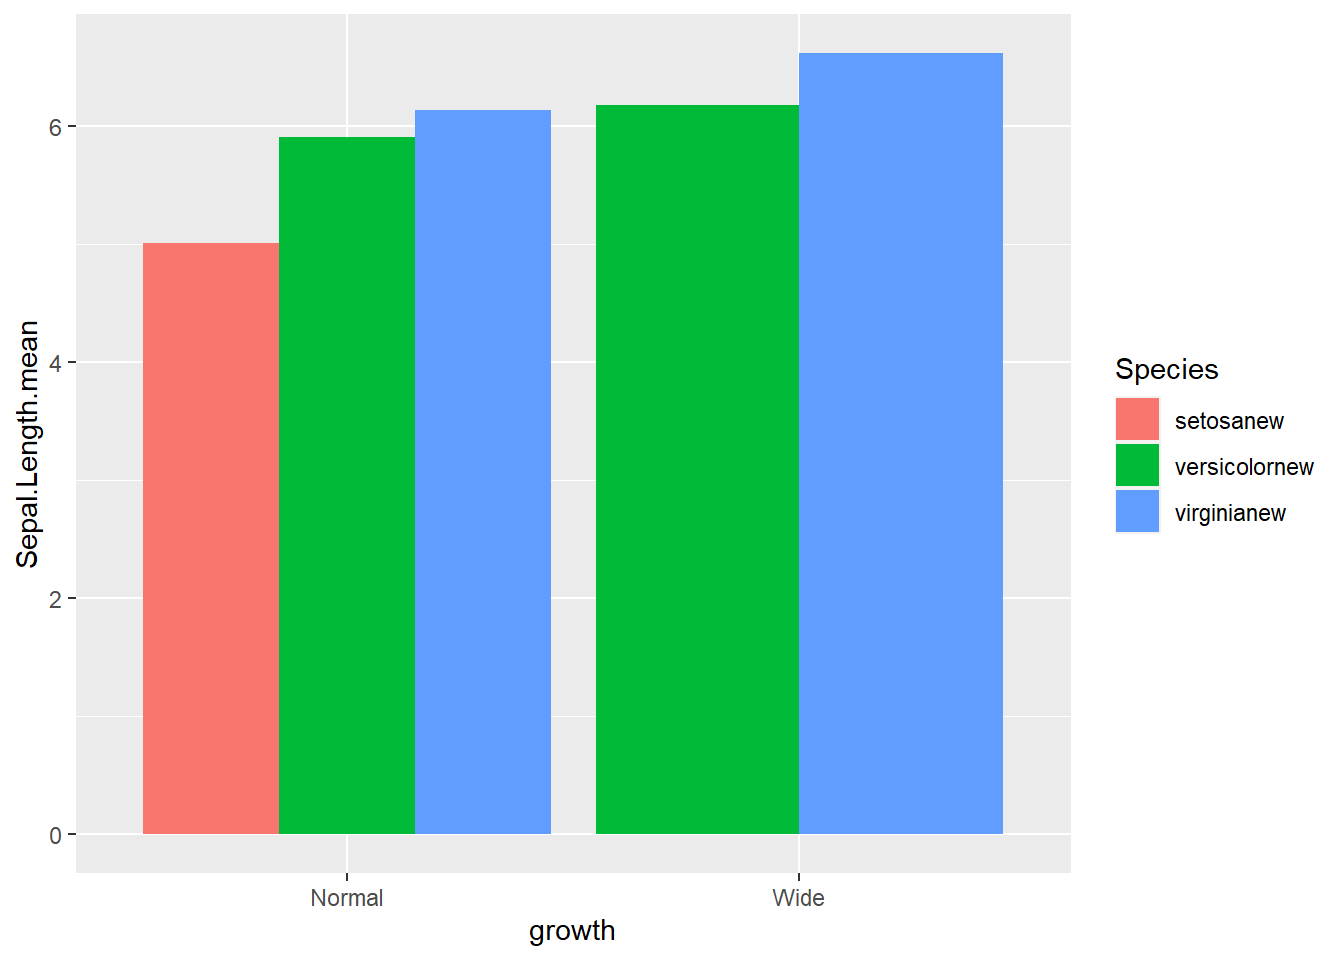 Sepal.Length.mean
6
4
2
0
Normal
Wide
growth
Species
setosanew
versicolornew
virginianew